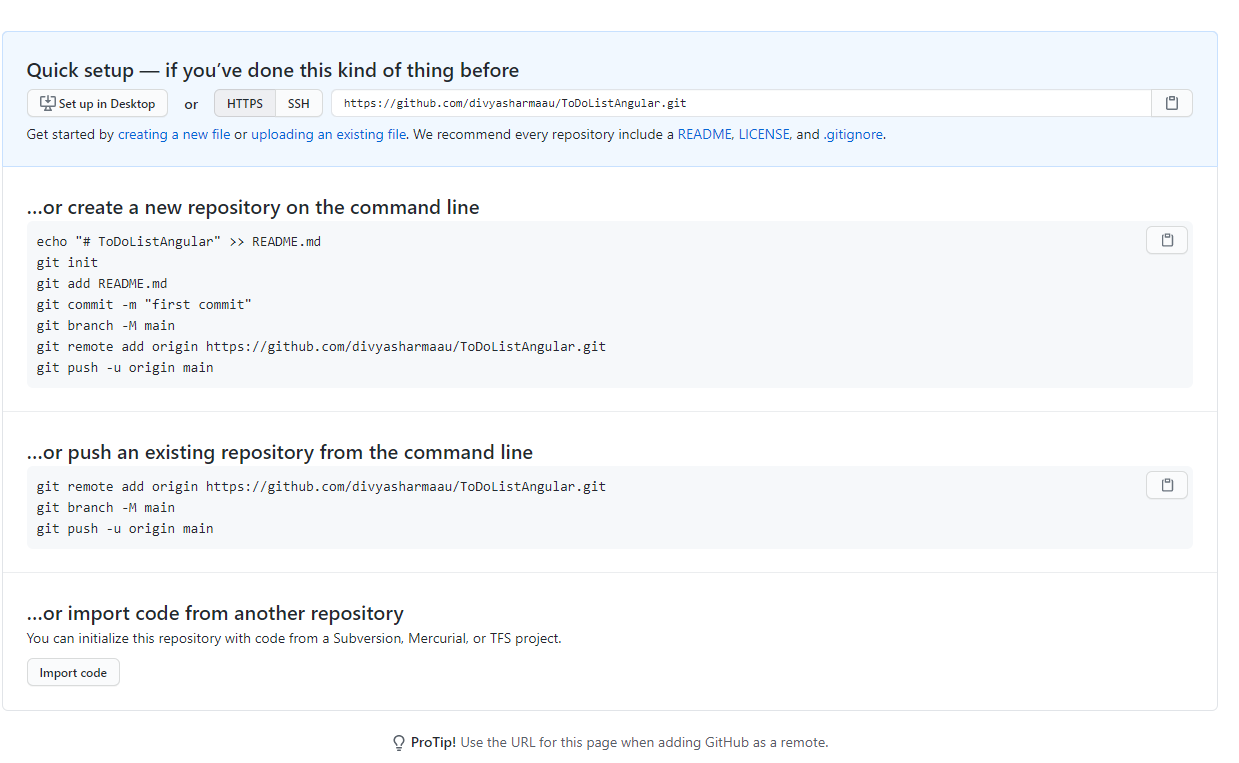 Quick setup — if you’ve done this kind of thing before
Set up in Desktop or HTTPS SSH https://github.com/divyasharmaau/ToDoListAngular.git
Get started by creating a new file or uploading an existing file. We recommend every repository include a README, LICENSE, and .gitignore.
…or create a new repository on the command line
echo "# ToDoListAngular" >> README.md
git init
git add README.md
git commit -m "first commit"
git branch -M main
git remote add origin https://github.com/divyasharmaau/ToDoListAngular.git
git push -u origin main
…or push an existing repository from the command line
git remote add origin https://github.com/divyasharmaau/ToDoListAngular.git
git branch -M main
git push -u origin main
…or import code from another repository
You can initialize this repository with code from a Subversion, Mercurial, or TFS project.
Import code
ProTip! Use the URL for this page when adding GitHub as a remote.